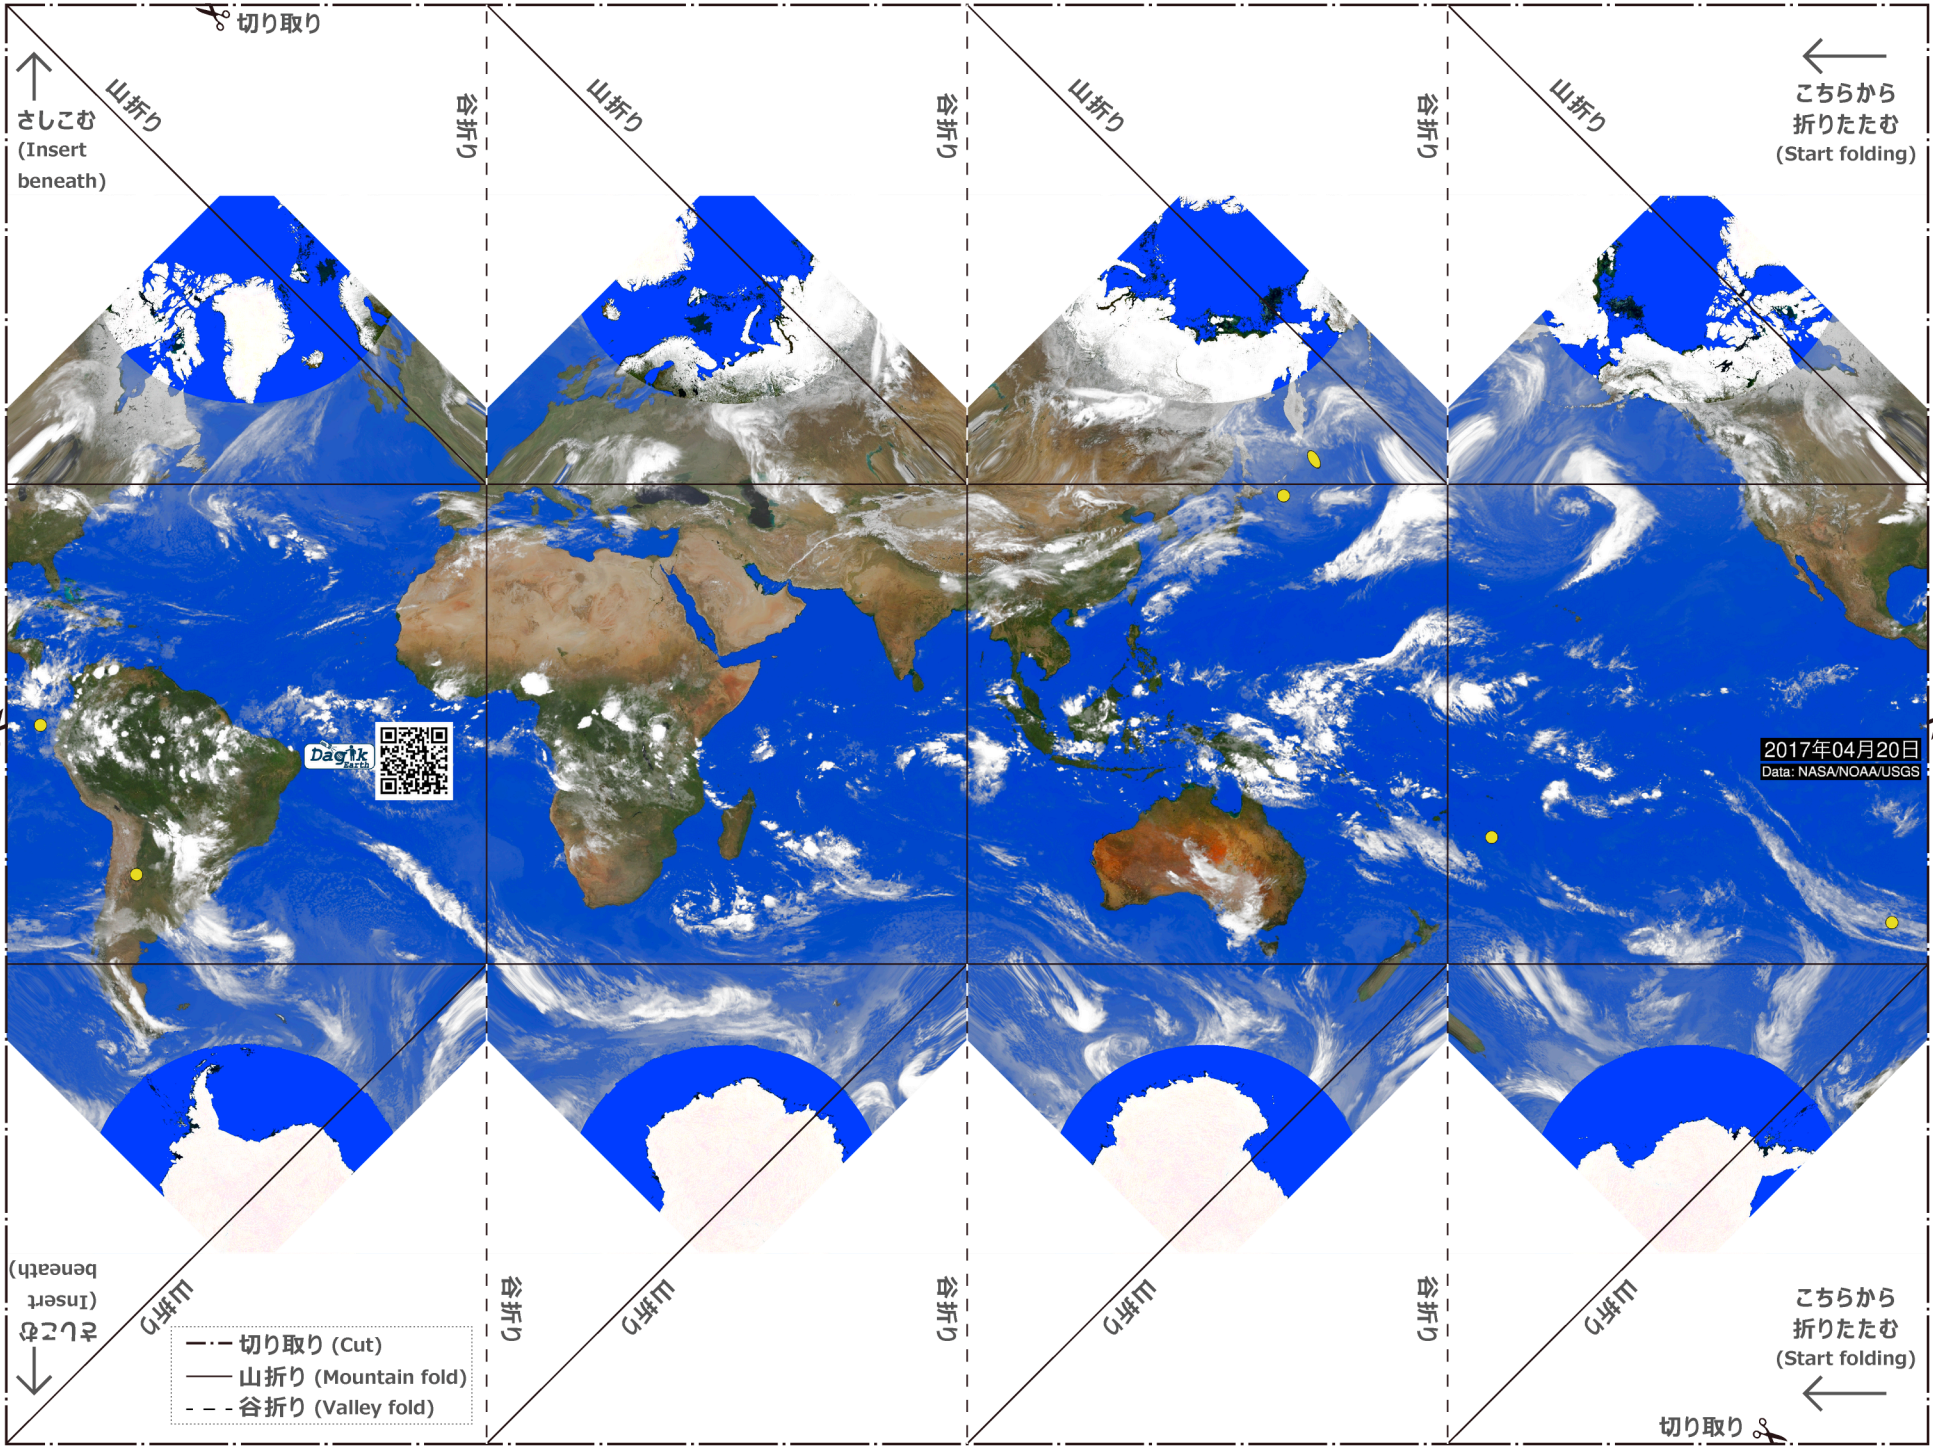 切り取り
山折り
谷折り
山折り
谷折り
山折り
谷折り
山折り
さしこむ
(Insert
beneath)
こちらから
折りたたむ
(Start folding)
Dagik
Earth
2017年04月20日
Data: NASA/NOAA/USGS
さしこむ
(Insert
beneath)
山折り
谷折り
山折り
谷折り
山折り
谷折り
山折り
切り取り (Cut)
山折り (Mountain fold)
谷折り (Valley fold)
こちらから
折りたたむ
(Start folding)
切り取り